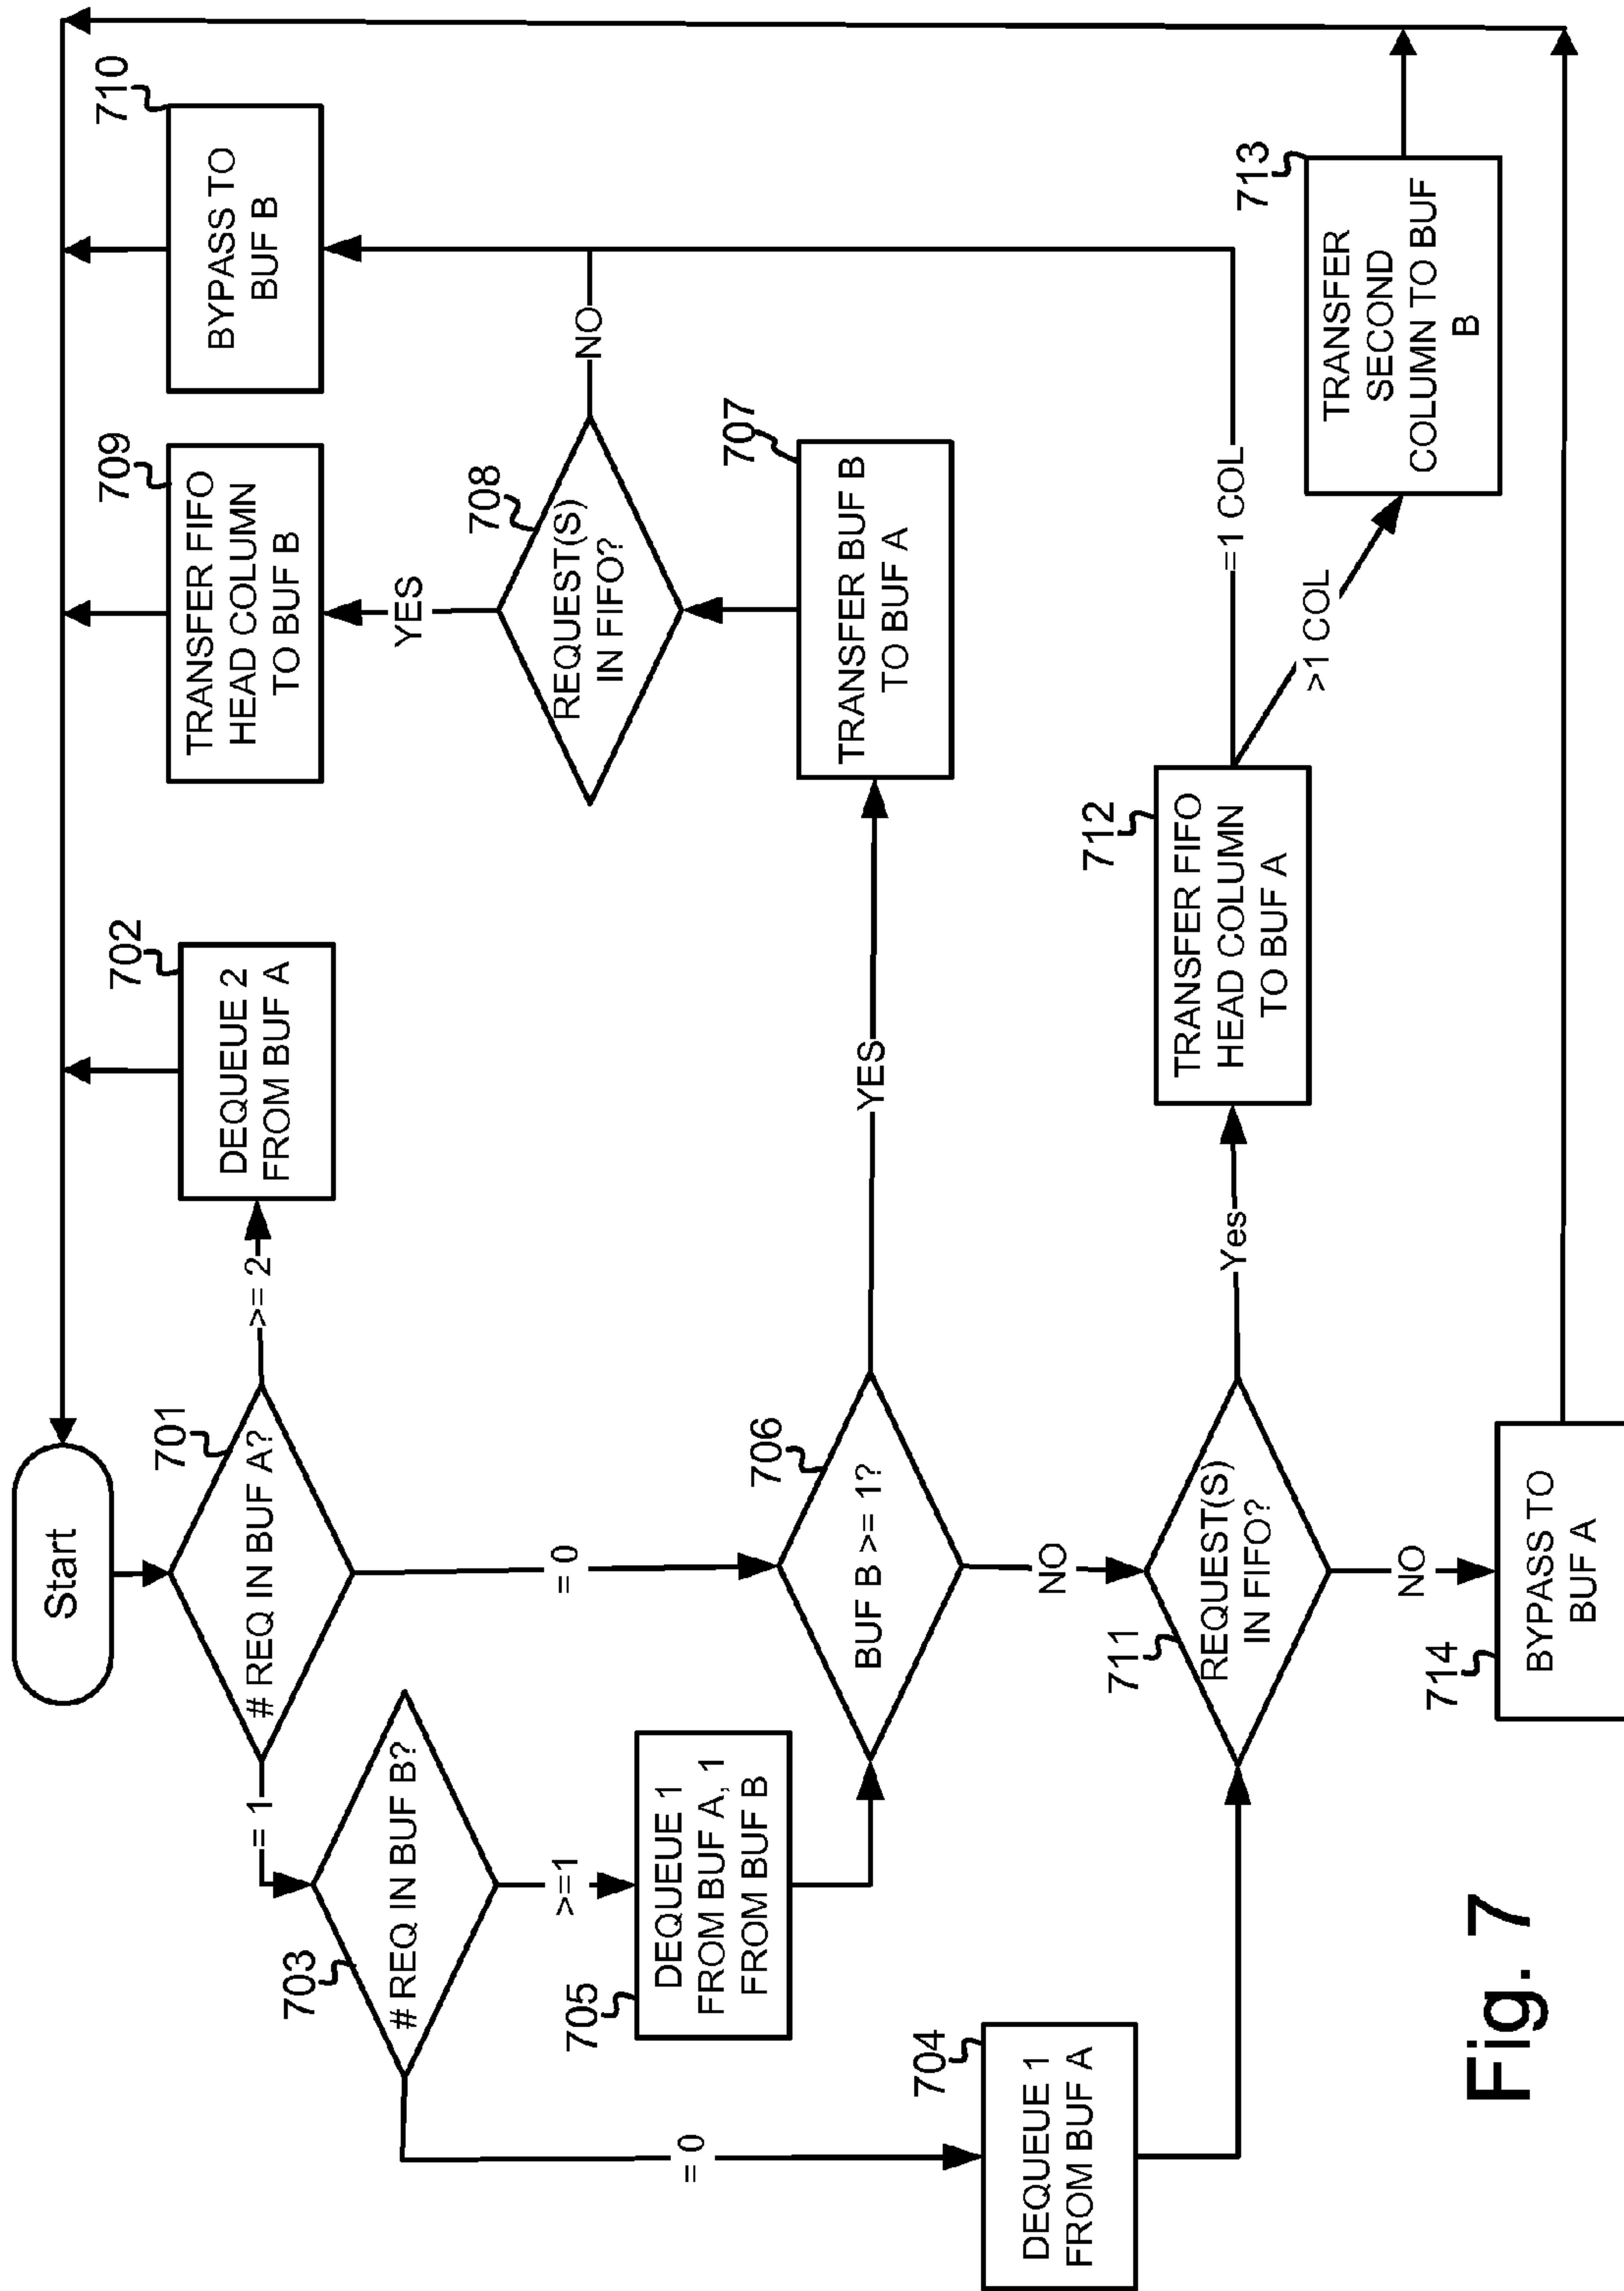 Start
701
# REQ IN BUF A?
>= 2
702
DEQUEUE 2
FROM BUF A
= 1
703
# REQ IN BUF B?
>=1
705
DEQUEUE 1
FROM BUF A, 1
FROM BUF B
= 0
704
DEQUEUE 1
FROM BUF A
= 0
706
BUF B >= 1?
YES
707
TRANSFER BUF B
TO BUF A
708
REQUEST(S)
IN FIFO?
YES
709
TRANSFER FIFO
HEAD COLUMN
TO BUF B
NO
710
BYPASS TO
BUF B
NO
711
REQUEST(S)
IN FIFO?
Yes
712
TRANSFER FIFO
HEAD COLUMN
TO BUF A
=1 COL
>1 COL
713
TRANSFER
SECOND
COLUMN TO BUF
B
NO
714
BYPASS TO
BUF A
Fig. 7